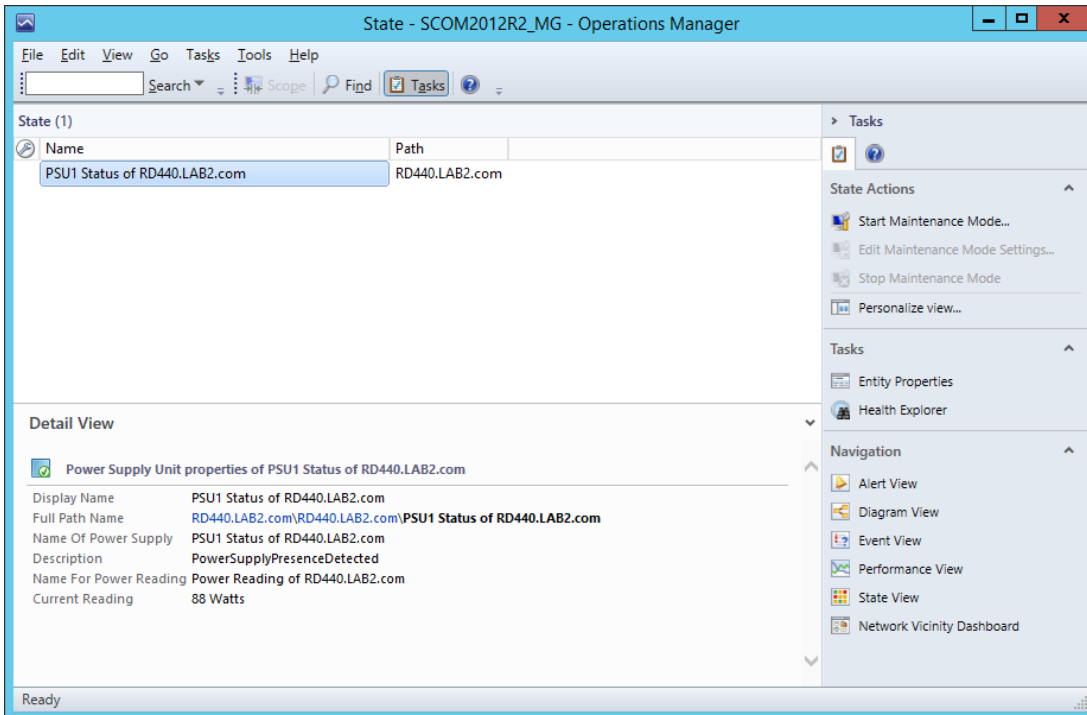 State - SCOM2012R2_MG - Operations Manager
File Edit View Go Tasks Tools Help
Search Scope Find Tasks
State (1)
Name Path
PSU1 Status of RD440.LAB2.com RD440.LAB2.com
Detail View
Power Supply Unit properties of PSU1 Status of RD440.LAB2.com
Display Name PSU1 Status of RD440.LAB2.com
Full Path Name RD440.LAB2.com\RD440.LAB2.com\PSU1 Status of RD440.LAB2.com
Name Of Power Supply PSU1 Status of RD440.LAB2.com
Description PowerSupplyPresenceDetected
Name For Power Reading Power Reading of RD440.LAB2.com
Current Reading 88 Watts
Tasks
State Actions
Start Maintenance Mode...
Edit Maintenance Mode Settings...
Stop Maintenance Mode
Personalize view...
Tasks
Entity Properties
Health Explorer
Navigation
Alert View
Diagram View
Event View
Performance View
State View
Network Vicinity Dashboard
Ready